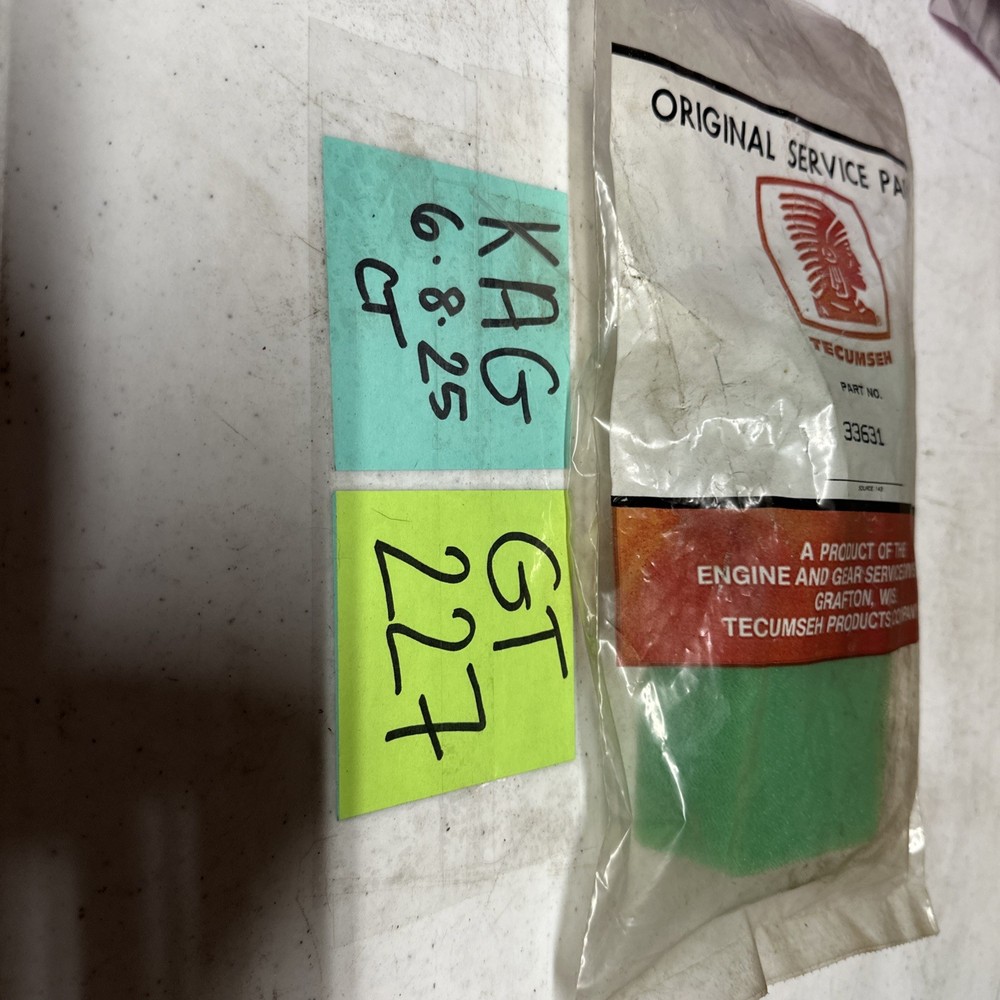 KAG
6.8.25
CT
GT
227
ORIGINAL SERVICE PA
TECUMSEH
PART NO.
33631
A PRODUCT OF THE
ENGINE AND GEAR SERVICE
GRAFTON, WIS.
TECUMSEH PRODUCTS